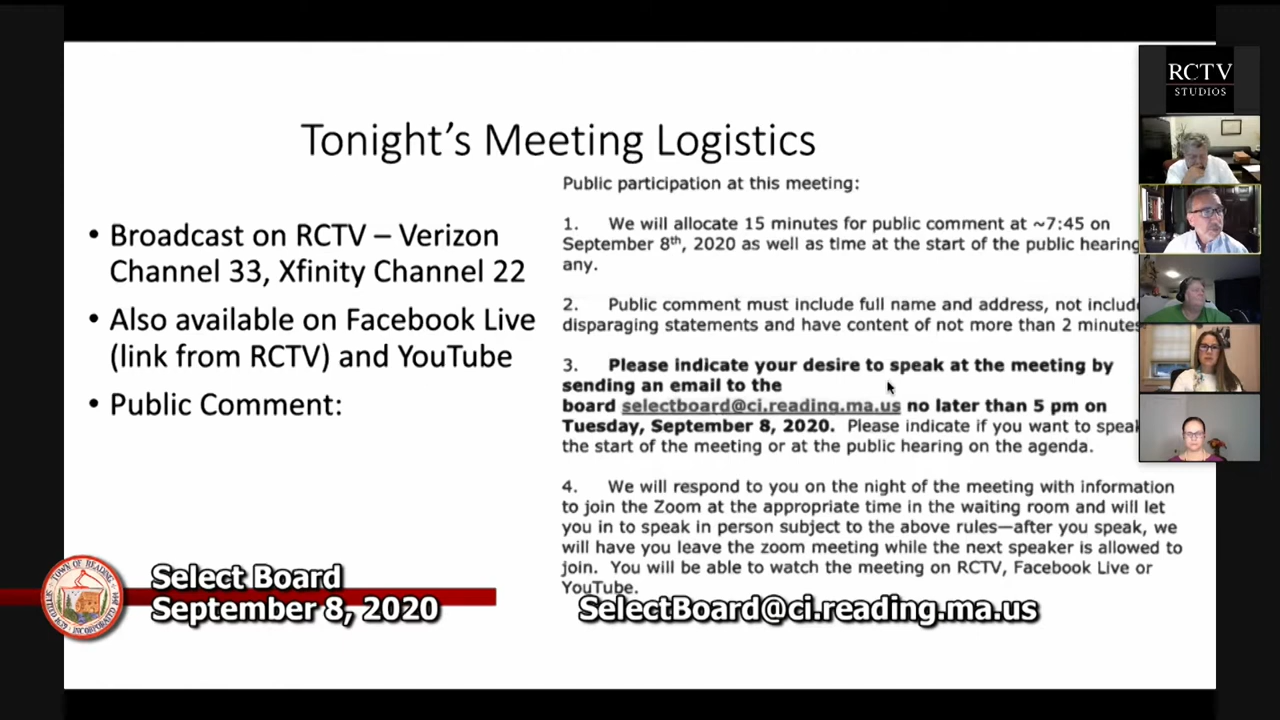 Tonight's Meeting Logistics
• Broadcast on RCTV – Verizon
Channel 33, Xfinity Channel 22
• Also available on Facebook Live
(link from RCTV) and YouTube
• Public Comment:
Public participation at this meeting:
1. We will allocate 15 minutes for public comment at ~7:45 on
September 8th, 2020 as well as time at the start of the public hearing
any.
2. Public comment must include full name and address, not includ
disparaging statements and have content of not more than 2 minutes
3. Please indicate your desire to speak at the meeting by
sending an email to the
board selectboard@ci.reading.ma.us no later than 5 pm on
Tuesday, September 8, 2020. Please indicate if you want to speak
the start of the meeting or at the public hearing on the agenda.
4. We will respond to you on the night of the meeting with information
to join the Zoom at the appropriate time in the waiting room and will let
you in to speak in person subject to the above rules—after you speak, we
will have you leave the zoom meeting while the next speaker is allowed to
join. You will be able to watch the meeting on RCTV, Facebook Live or
YouTube.
RCTV
STUDIOS
TOWN OF READING
Select Board
September 8, 2020
SelectBoard@ci.reading.ma.us